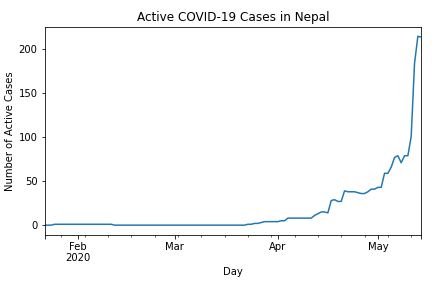 Active COVID-19 Cases in Nepal
Number of Active Cases
200
150
100
50
0
Feb
2020
Mar
Apr
May
Day